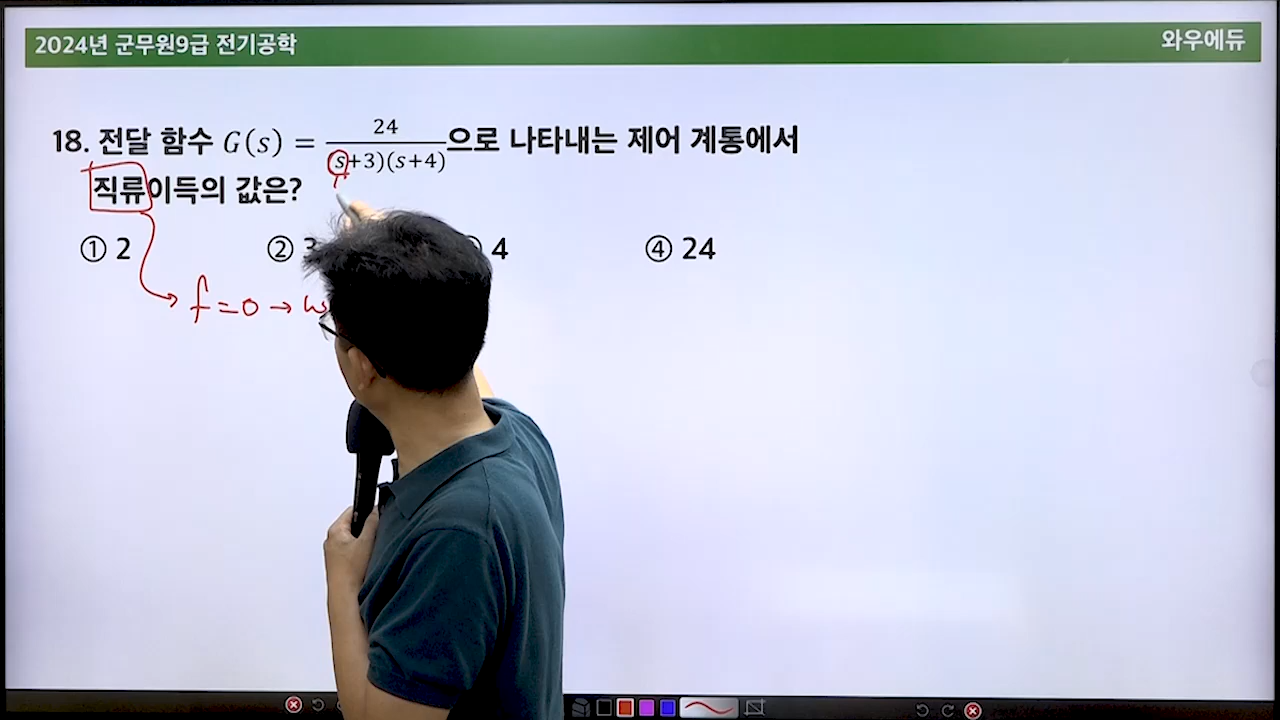 2024년 군무원9급 전기공학
와우에듀
18. 전달 함수 G(s) = 24/(s+3)(s+4)으로 나타내는 제어 계통에서
직류이득의 값은?
① 2 ② 3 4 ④ 24
f=0→ω